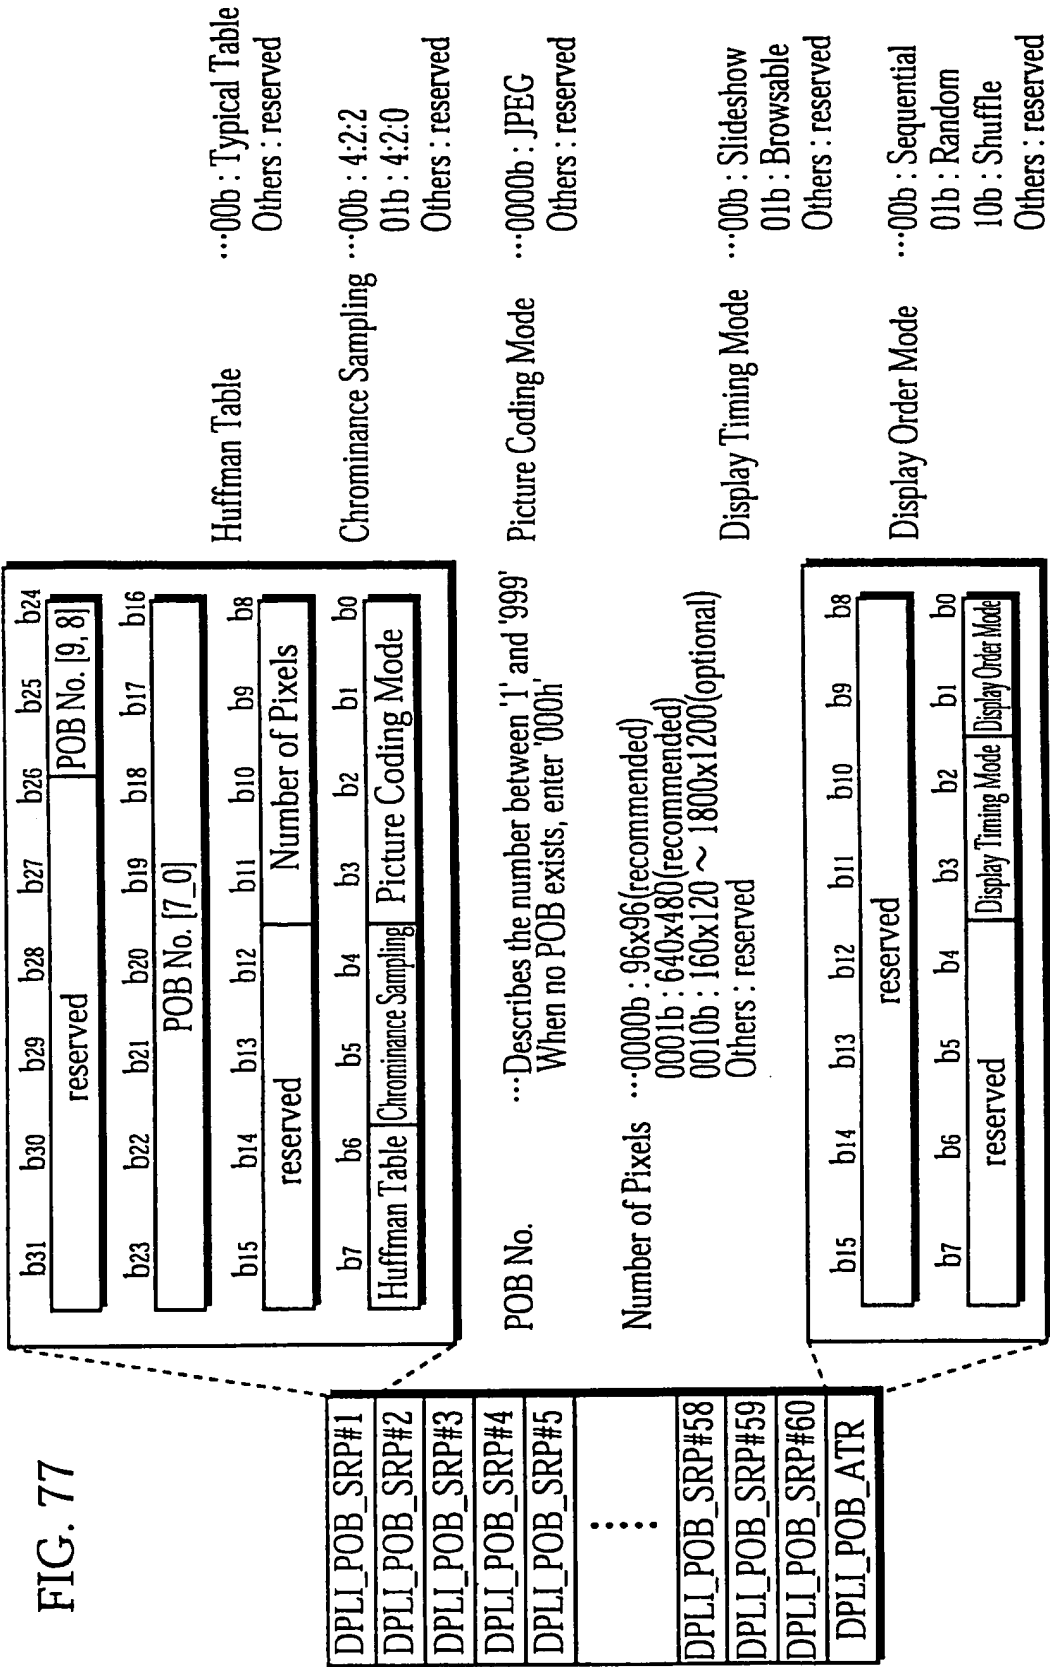 FIG. 77
DPLI_POB_SRP#1
DPLI_POB_SRP#2
DPLI_POB_SRP#3
DPLI_POB_SRP#4
DPLI_POB_SRP#5
.....
DPLI_POB_SRP#58
DPLI_POB_SRP#59
DPLI_POB_SRP#60
DPLI_POB_ATR
b31 b30 b29 b28 b27 b26 b25 b24
reserved POB No. [9, 8]
b23 b22 b21 b20 b19 b18 b17 b16
POB No. [7_0]
b15 b14 b13 b12 b11 b10 b9 b8
reserved Number of Pixels
b7 b6 b5 b4 b3 b2 b1 b0
Huffman Table Chrominance Sampling Picture Coding Mode
POB No. ...Describes the number between '1' and '999'
When no POB exists, enter '000h'
Number of Pixels ...0000b : 96x96(recommended)
0001b : 640x480(recommended)
0010b : 160x120 ~ 1800x1200(optional)
Others : reserved
b15 b14 b13 b12 b11 b10 b9 b8
reserved
b7 b6 b5 b4 b3 b2 b1 b0
reserved Display Timing Mode Display Order Mode
Huffman Table ...00b : Typical Table
Others : reserved
Chrominance Sampling ...00b : 4:2:2
01b : 4:2:0
Others : reserved
Picture Coding Mode ...0000b : JPEG
Others : reserved
Display Timing Mode ...00b : Slideshow
01b : Browsable
Others : reserved
Display Order Mode ...00b : Sequential
01b : Random
10b : Shuffle
Others : reserved